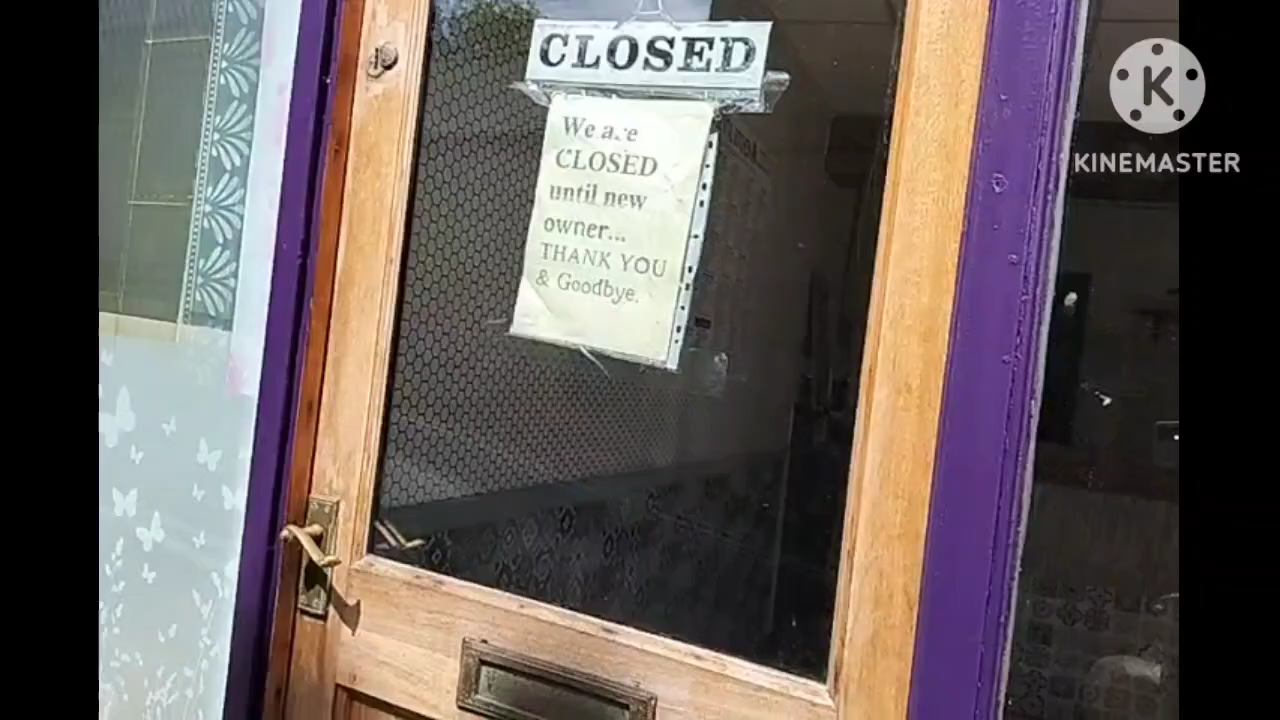 CLOSED
We are
CLOSED
until new
owner...
THANK YOU
& Goodbye.
K
KINEMASTER